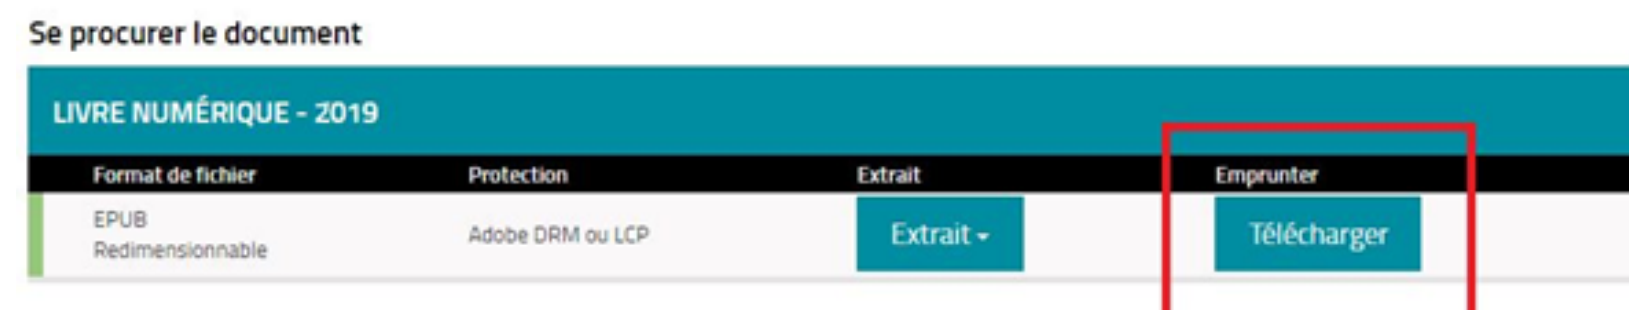 Se procurer le document
LIVRE NUMÉRIQUE - 2019
Format de fichier Protection Extrait Emprunter
EPUB
Redimensionnable
Adobe DRM ou LCP
Extrait
Télécharger